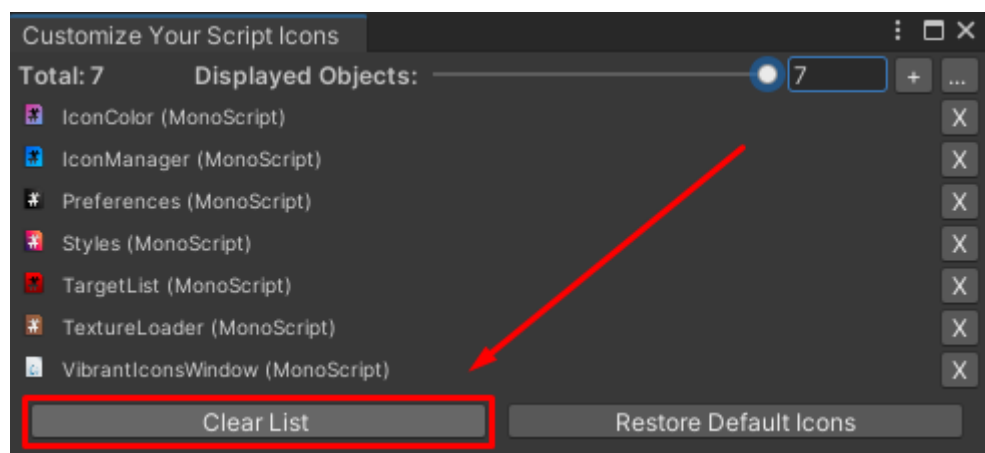 Customize Your Script Icons
Total: 7 Displayed Objects: 7 + ...
IconColor (MonoScript) X
IconManager (MonoScript) X
Preferences (MonoScript) X
Styles (MonoScript) X
TargetList (MonoScript) X
TextureLoader (MonoScript) X
VibrantIconsWindow (MonoScript) X
Clear List Restore Default Icons